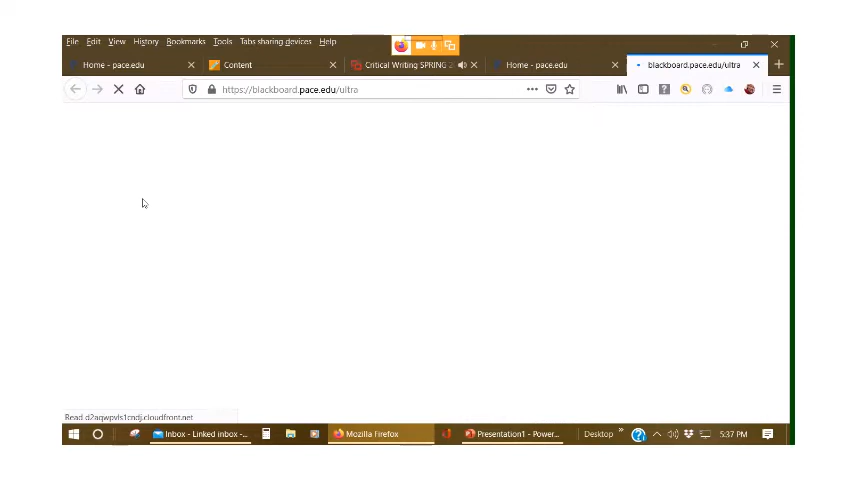 File Edit View History Bookmarks Tools Tabs sharing devices Help
Home - pace.edu Content Critical Writing SPRING 2 Home - pace.edu blackboard.pace.edu/ultra
https://blackboard.pace.edu/ultra
Read d2aqwpvls1cndj.cloudfront.net
Inbox - Linked inbox -... Mozilla Firefox Presentation1 - Power... Desktop 5:37 PM